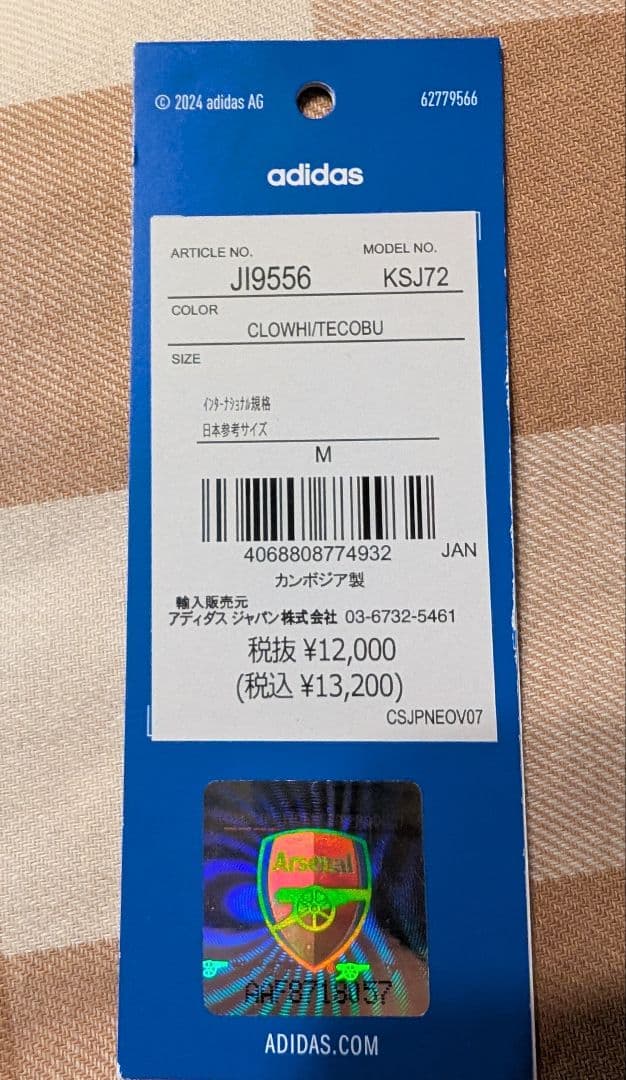 © 2024 adidas AG 62779566
adidas
ARTICLE NO. MODEL NO.
JI9556 KSJ72
COLOR
CLOWHI/TECOBU
SIZE
ｲﾝﾀｰﾅｼｮﾅﾙ規格
日本参考サイズ
M
4068808774932 JAN
カンボジア製
輸入販売元
アディダス ジャパン株式会社 03-6732-5461
税抜 ¥12,000
(税込 ¥13,200)
CSJPNEOV07
Arsenal
AAF8718057
ADIDAS.COM